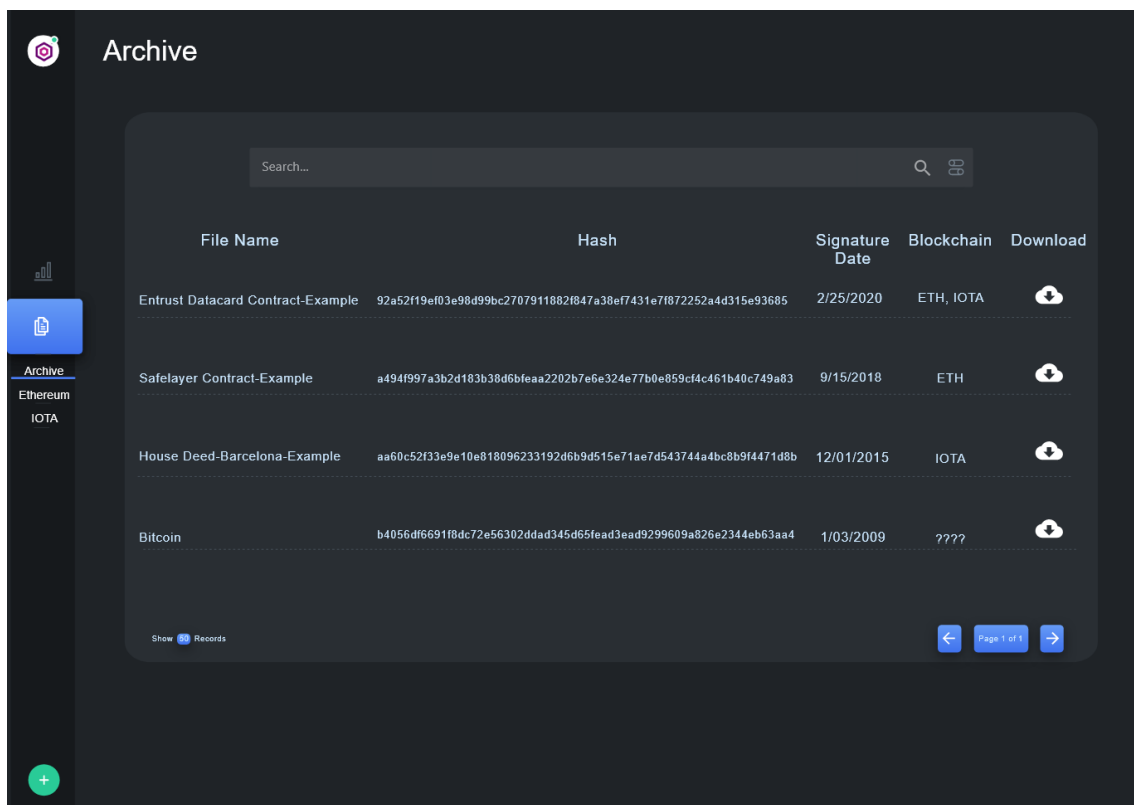 Archive
Search...
File Name Hash Signature Date Blockchain Download
Entrust Datacard Contract-Example 92a52f19ef03e98d99bc2707911882f847a38ef7431e7f872252a4d315e93685 2/25/2020 ETH, IOTA
Archive
Safelayer Contract-Example a494f997a3b2d183b38d6bfeaa2202b7e6e324e77b0e859cf4c461b40c749a83 9/15/2018 ETH
Ethereum
IOTA
House Deed-Barcelona-Example aa60c52f33e9e10e818096233192d6b9d515e71ae7d543744a4bc8b9f4471d8b 12/01/2015 IOTA
Bitcoin b4056df6691f8dc72e56302ddad345d65fead3ead9299609a826e2344eb63aa4 1/03/2009 ????
Show 50 Records Page 1 of 1